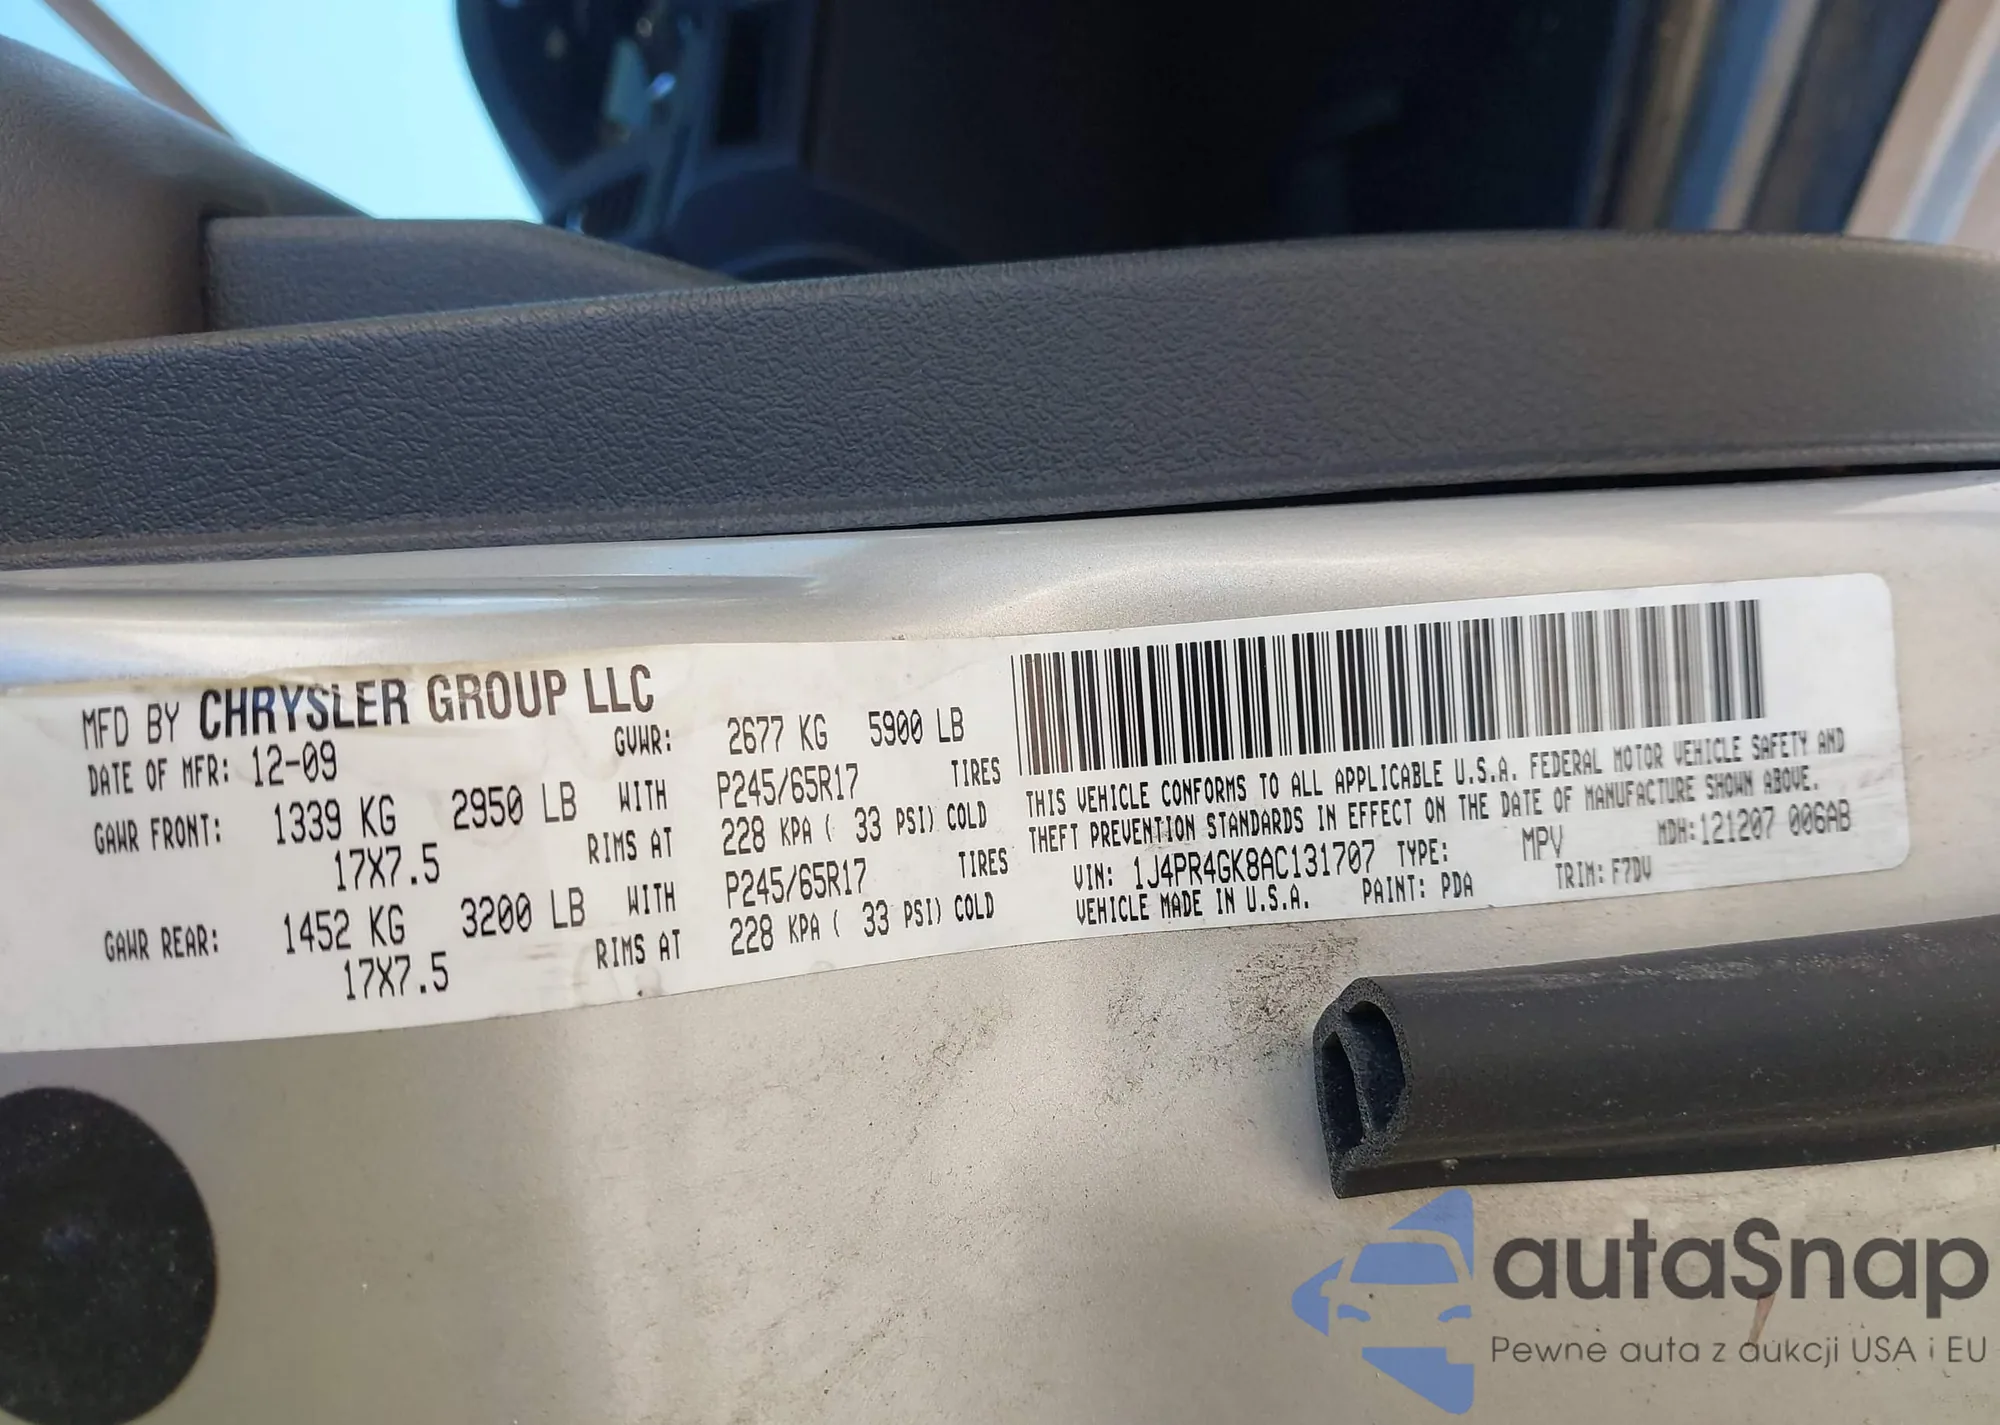 MFD BY CHRYSLER GROUP LLC
DATE OF MFR: 12-09 GVWR: 2677 KG 5900 LB
GAWR FRONT: 1339 KG 2950 LB WITH P245/65R17 TIRES
17X7.5 RIMS AT 228 KPA ( 33 PSI) COLD
GAWR REAR: 1452 KG 3200 LB WITH P245/65R17 TIRES
17X7.5 RIMS AT 228 KPA ( 33 PSI) COLD
THIS VEHICLE CONFORMS TO ALL APPLICABLE U.S.A. FEDERAL MOTOR VEHICLE SAFETY AND
THEFT PREVENTION STANDARDS IN EFFECT ON THE DATE OF MANUFACTURE SHOWN ABOVE.
VIN: 1J4PR4GK8AC131707 TYPE: MPV MDH:121207 006AB
VEHICLE MADE IN U.S.A. PAINT: PDA TRIM: F7DV
autaSnap
Pewne auta z aukcji USA i EU